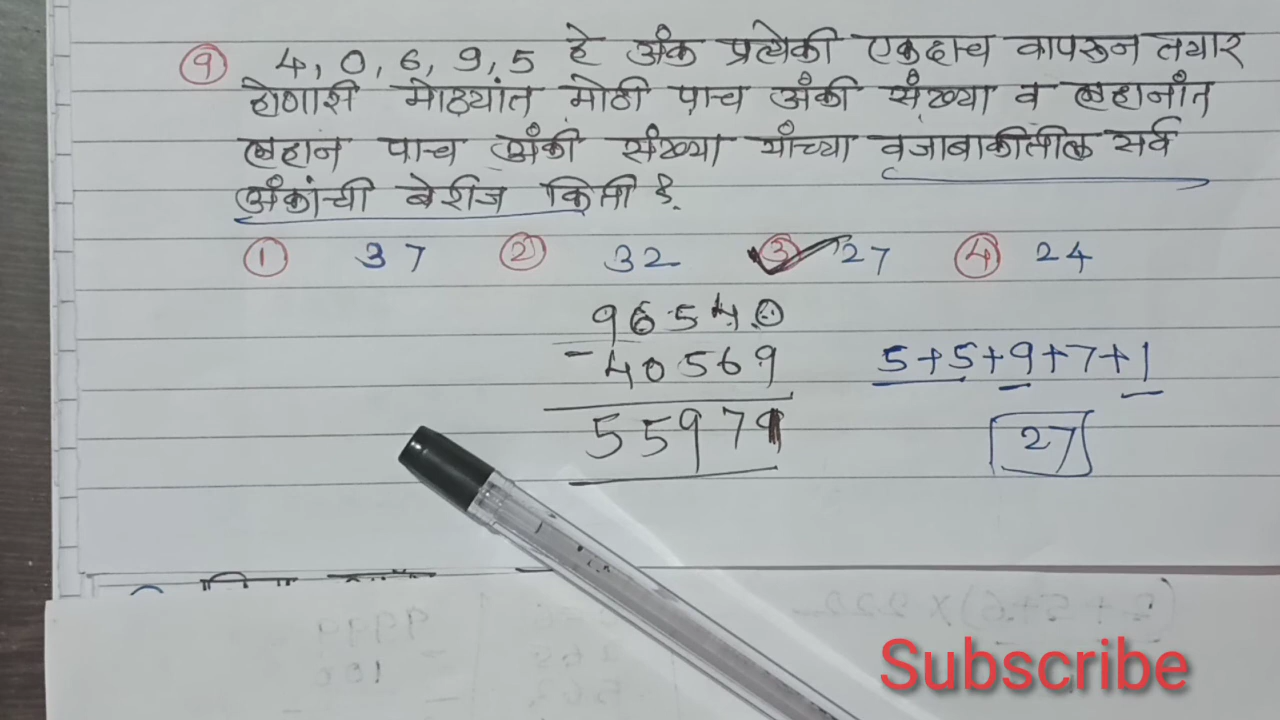 १ 4, 0, 6, 9, 5 हे अंक प्रत्येकी एकदाच वापरून तयार
होणारी मोठ्यांत मोठी पाच अंकी संख्या व लहानांत
लहान पाच अंकी संख्या यांच्या वजाबाकीतील सर्व
अंकांची बेरीज किती ?
① 37 ② 32 ③ 27 ④ 24
96540
- 40569
55971
5+5+9+7+1
27
Subscribe